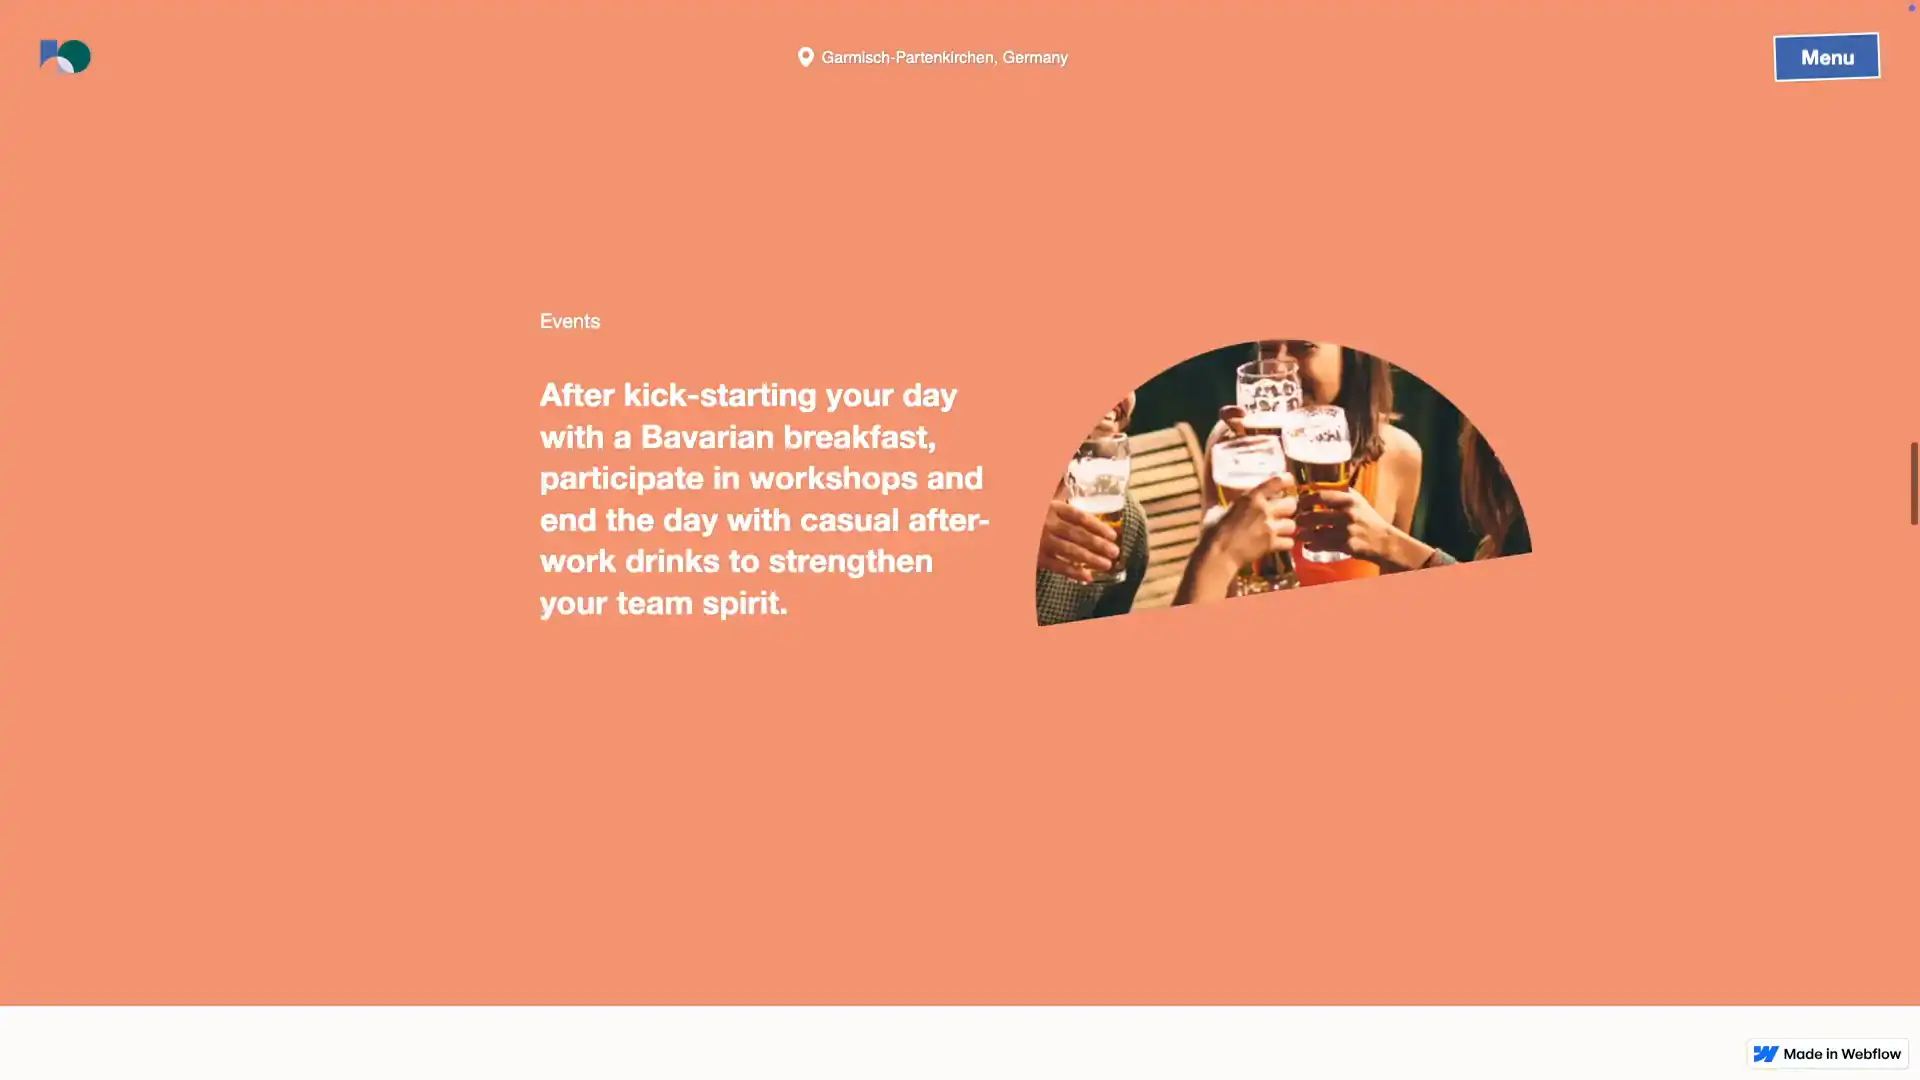 Garmisch-Partenkirchen, Germany
Menu
Events
After kick-starting your day
with a Bavarian breakfast,
participate in workshops and
end the day with casual after-
work drinks to strengthen
your team spirit.
Made in Webflow